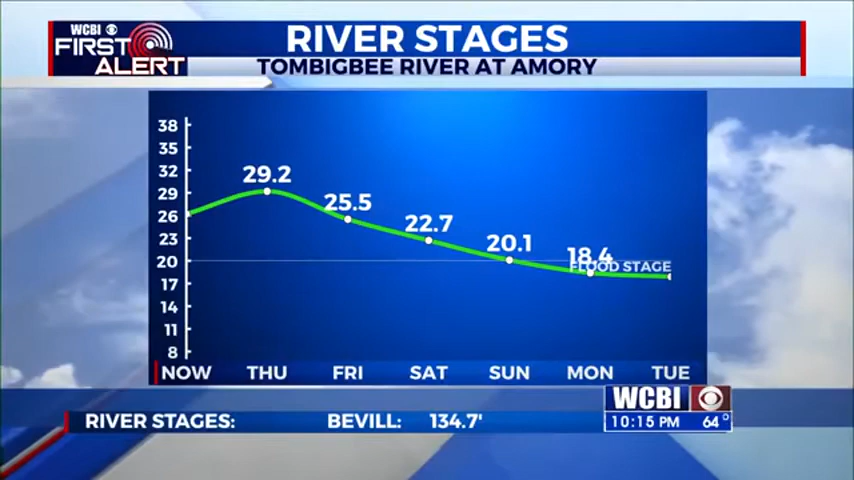 WCBI
FIRST
ALERT
RIVER STAGES
TOMBIGBEE RIVER AT AMORY
38
35
32
29
26
23
20
17
14
11
8
29.2
25.5
22.7
20.1
18.4
FLOOD STAGE
NOW THU FRI SAT SUN MON TUE
RIVER STAGES: BEVILL: 134.7'
WCBI
10:15 PM 64°